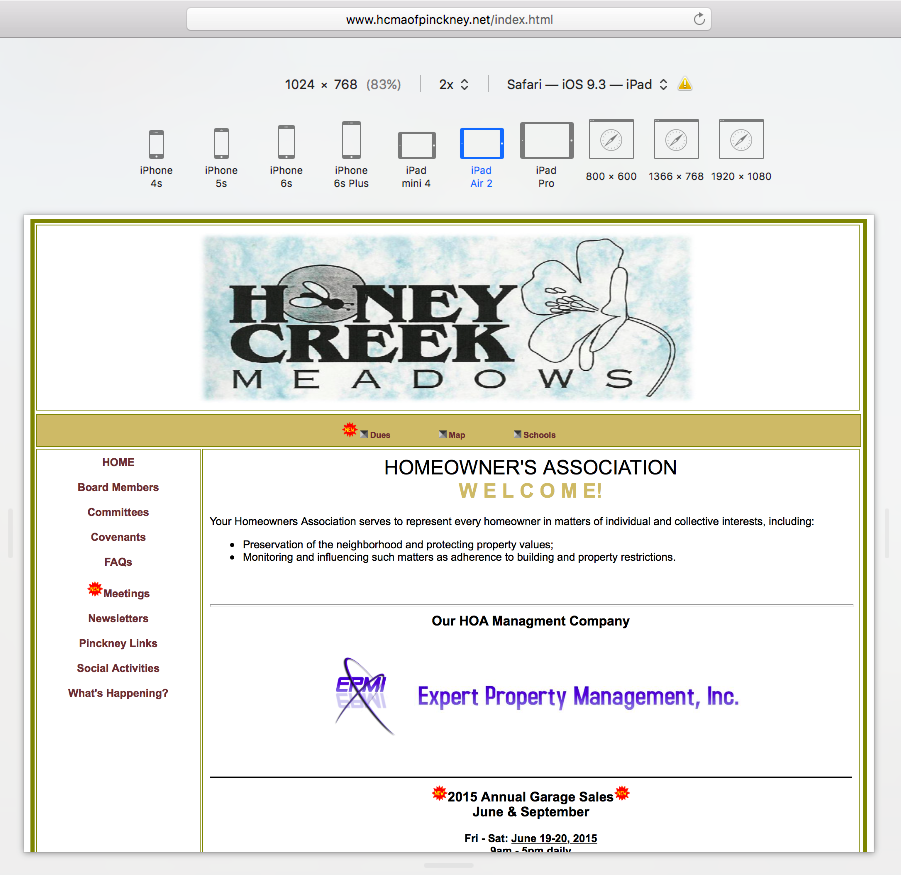 www.hcmaofpinckney.net/index.html
1024 × 768 (83%) 2x Safari — iOS 9.3 — iPad
iPhone 4s
iPhone 5s
iPhone 6s
iPhone 6s Plus
iPad mini 4
iPad Air 2
iPad Pro
800 × 600
1366 × 768
1920 × 1080
HONEY
CREEK
MEADOWS
NEW Dues Map Schools
HOME
Board Members
Committees
Covenants
FAQs
NEW Meetings
Newsletters
Pinckney Links
Social Activities
What's Happening?
HOMEOWNER'S ASSOCIATION
WELCOME!
Your Homeowners Association serves to represent every homeowner in matters of individual and collective interests, including:
• Preservation of the neighborhood and protecting property values;
• Monitoring and influencing such matters as adherence to building and property restrictions.
Our HOA Managment Company
Expert Property Management, Inc.
NEW 2015 Annual Garage Sales NEW
June & September
Fri - Sat: June 19-20, 2015
9am - 5pm daily